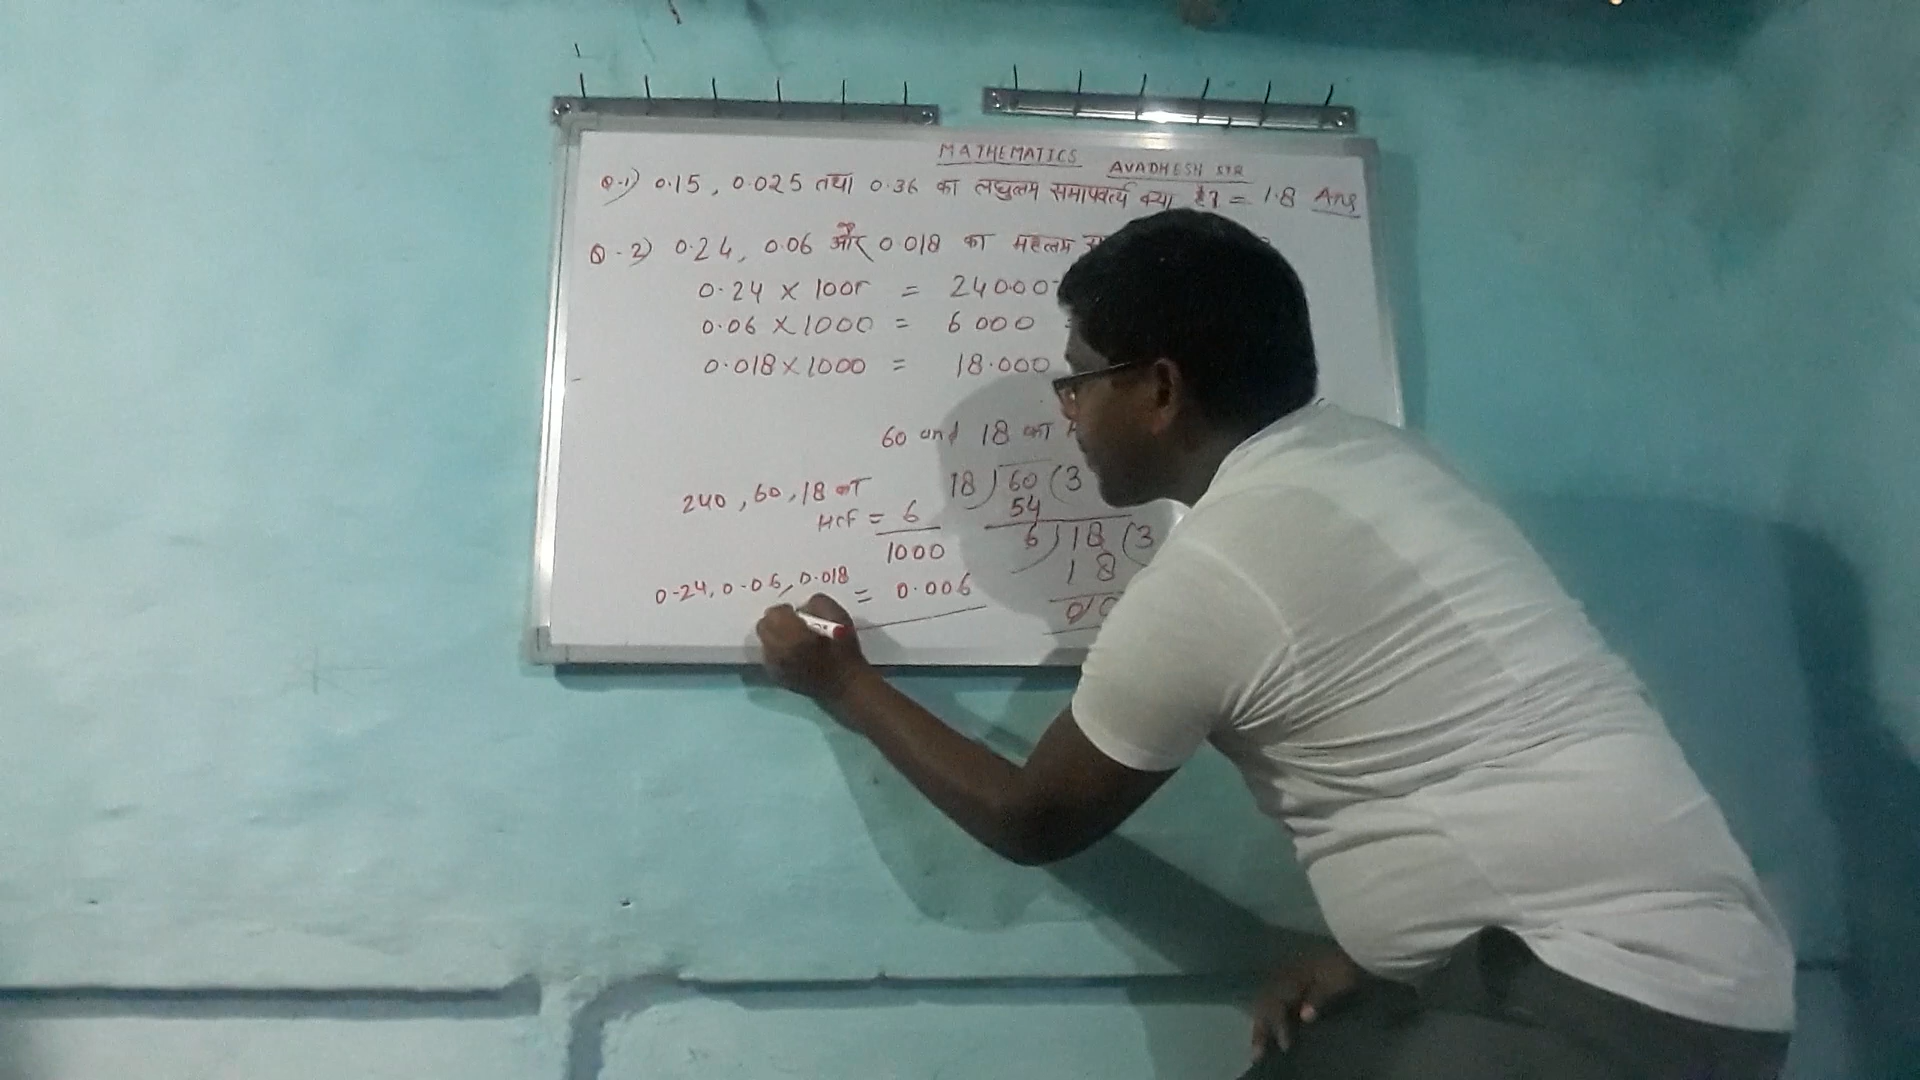 MATHEMATICS AVADHESH SIR
Q-1) 0.15, 0.025 तथा 0.36 का लघुत्तम समापवर्त्य क्या है? = 1.8 Ans
Q-2) 0.24, 0.06 और 0.018 का महत्तम
0.24 × 100 = 24000
0.06 × 1000 = 6000
0.018 × 1000 = 18.000
60 and 18 का
18) 60 (3
54
6) 18 (3
18
240, 60, 18 का
HCF = 6
1000
0.24, 0.06, 0.018 = 0.006